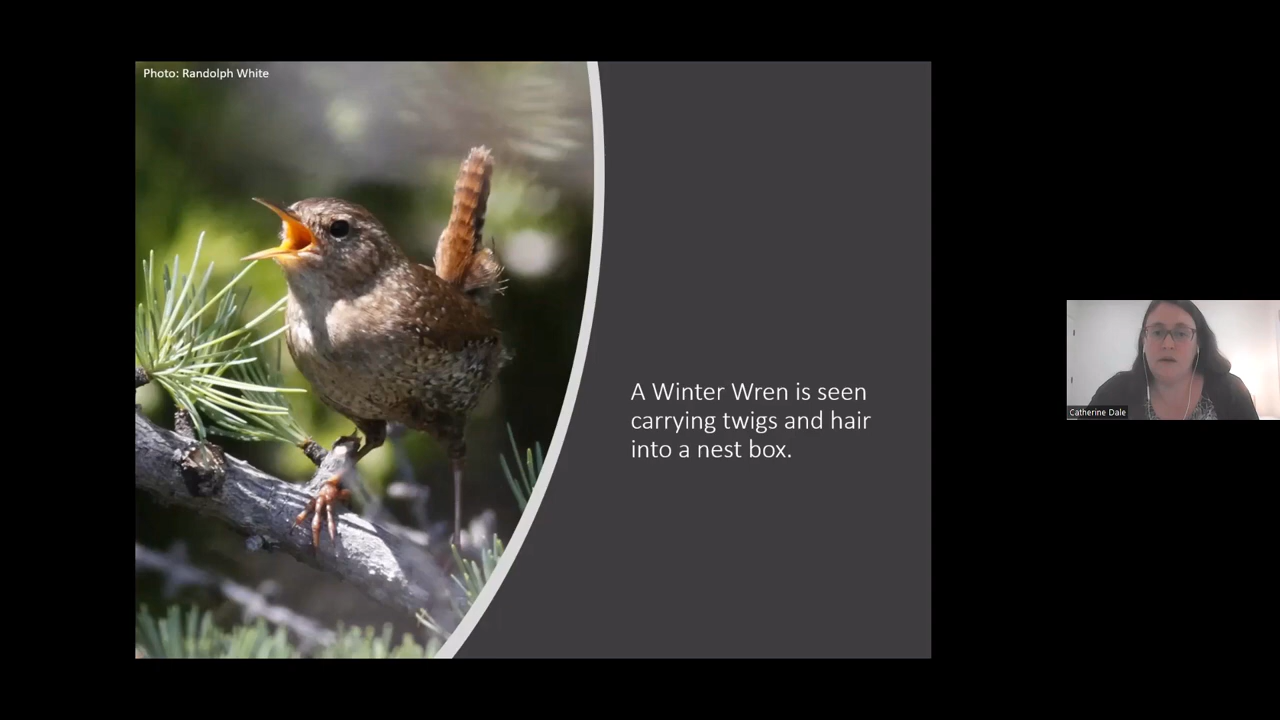 Photo: Randolph White
A Winter Wren is seen
carrying twigs and hair
into a nest box.
Catherine Dale